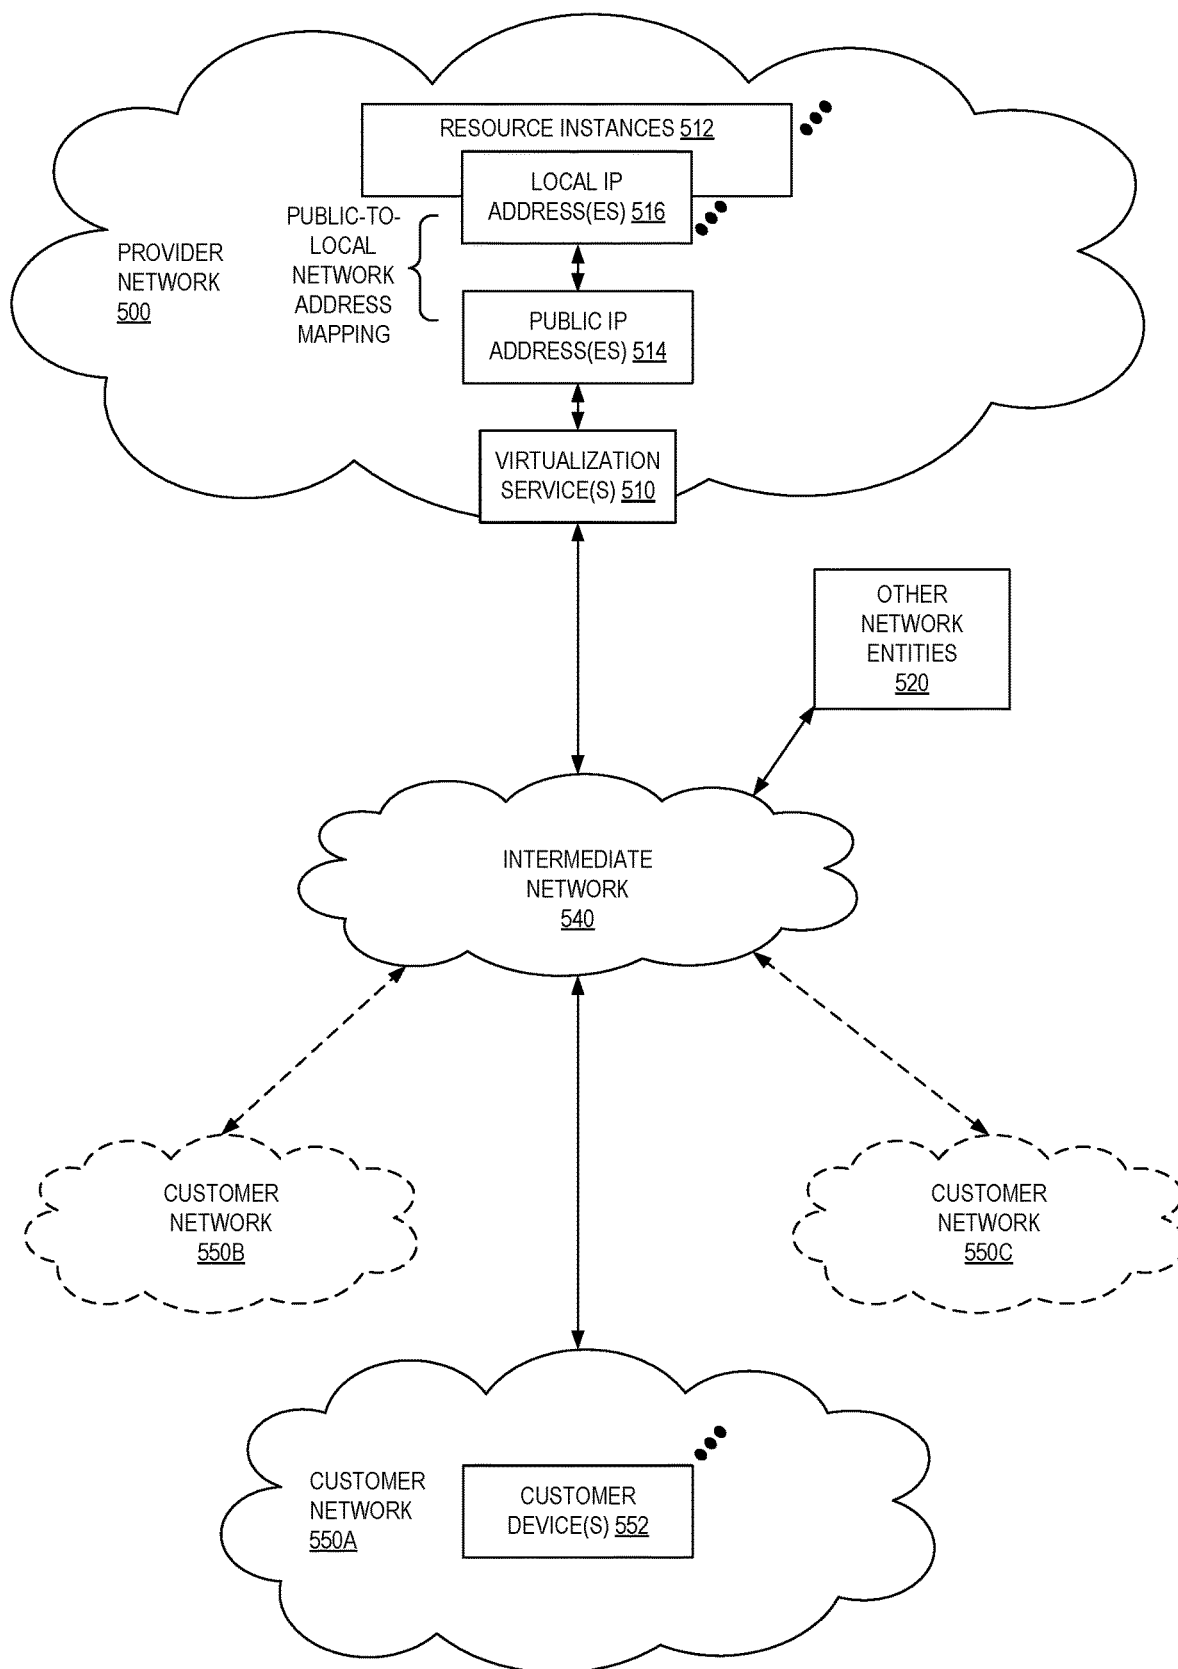 RESOURCE INSTANCES 512
LOCAL IP
ADDRESS(ES) 516
PUBLIC-TO-
LOCAL
NETWORK
ADDRESS
MAPPING
PROVIDER
NETWORK
500
PUBLIC IP
ADDRESS(ES) 514
VIRTUALIZATION
SERVICE(S) 510
OTHER
NETWORK
ENTITIES
520
INTERMEDIATE
NETWORK
540
CUSTOMER
NETWORK
550B
CUSTOMER
NETWORK
550C
CUSTOMER
NETWORK
550A
CUSTOMER
DEVICE(S) 552